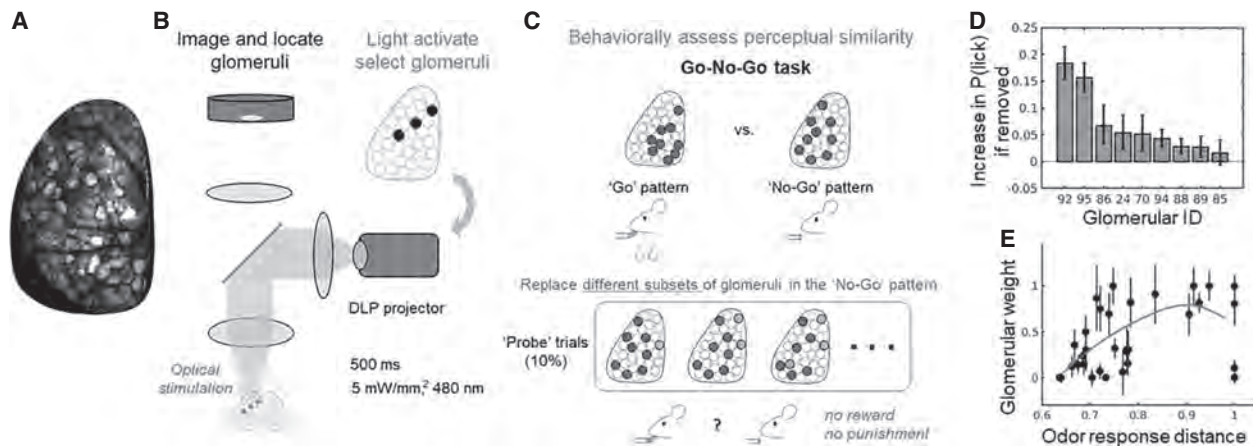 A
B
Image and locate
glomeruli
Light activate
select glomeruli
DLP projector
Optical
stimulation
500 ms
5 mW/mm,² 480 nm
C
Behaviorally assess perceptual similarity
Go-No-Go task
vs.
'Go' pattern
'No-Go' pattern
Replace different subsets of glomeruli in the 'No-Go' pattern
'Probe' trials
(10%)
?
no reward
no punishment
D
Increase in P(lick)
if removed
0.2
0.15
0.1
0.05
0
-0.05
92 95 86 24 70 94 88 89 85
Glomerular ID
E
Glomerular weight
1
0.5
0
0.6 0.7 0.8 0.9 1
Odor response distance